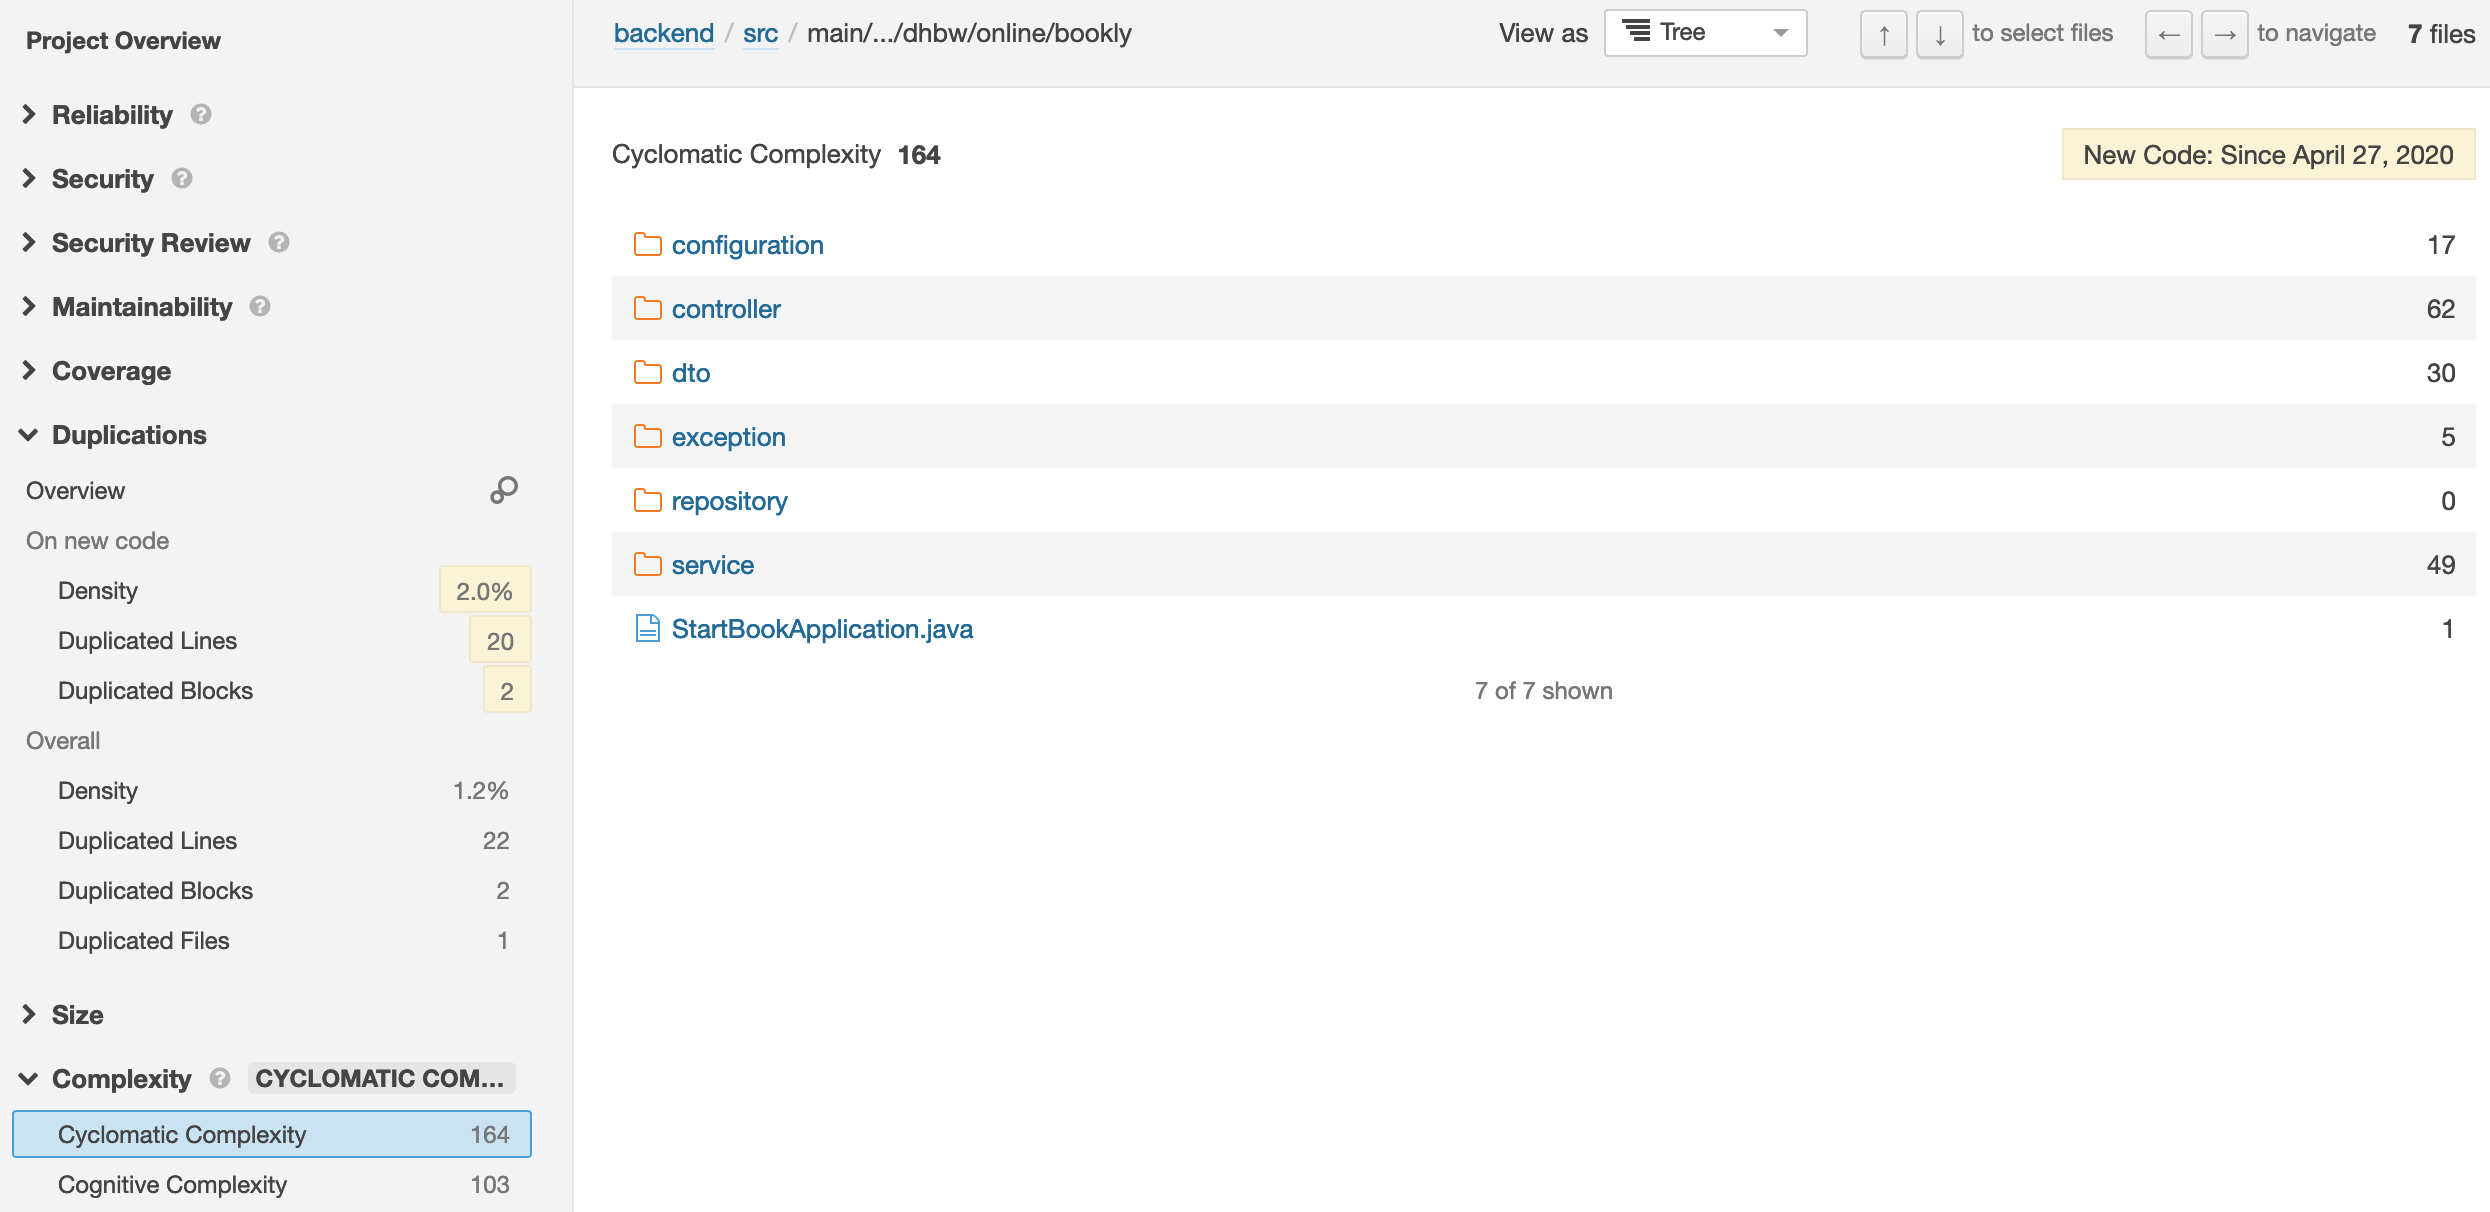 Project Overview
Reliability ?
Security ?
Security Review ?
Maintainability ?
Coverage
Duplications
Overview
On new code
Density 2.0%
Duplicated Lines 20
Duplicated Blocks 2
Overall
Density 1.2%
Duplicated Lines 22
Duplicated Blocks 2
Duplicated Files 1
Size
Complexity ? CYCLOMATIC COM...
Cyclomatic Complexity 164
Cognitive Complexity 103
backend / src / main/.../dhbw/online/bookly View as Tree ↑ ↓ to select files ← → to navigate 7 files
Cyclomatic Complexity 164 New Code: Since April 27, 2020
configuration 17
controller 62
dto 30
exception 5
repository 0
service 49
StartBookApplication.java 1
7 of 7 shown